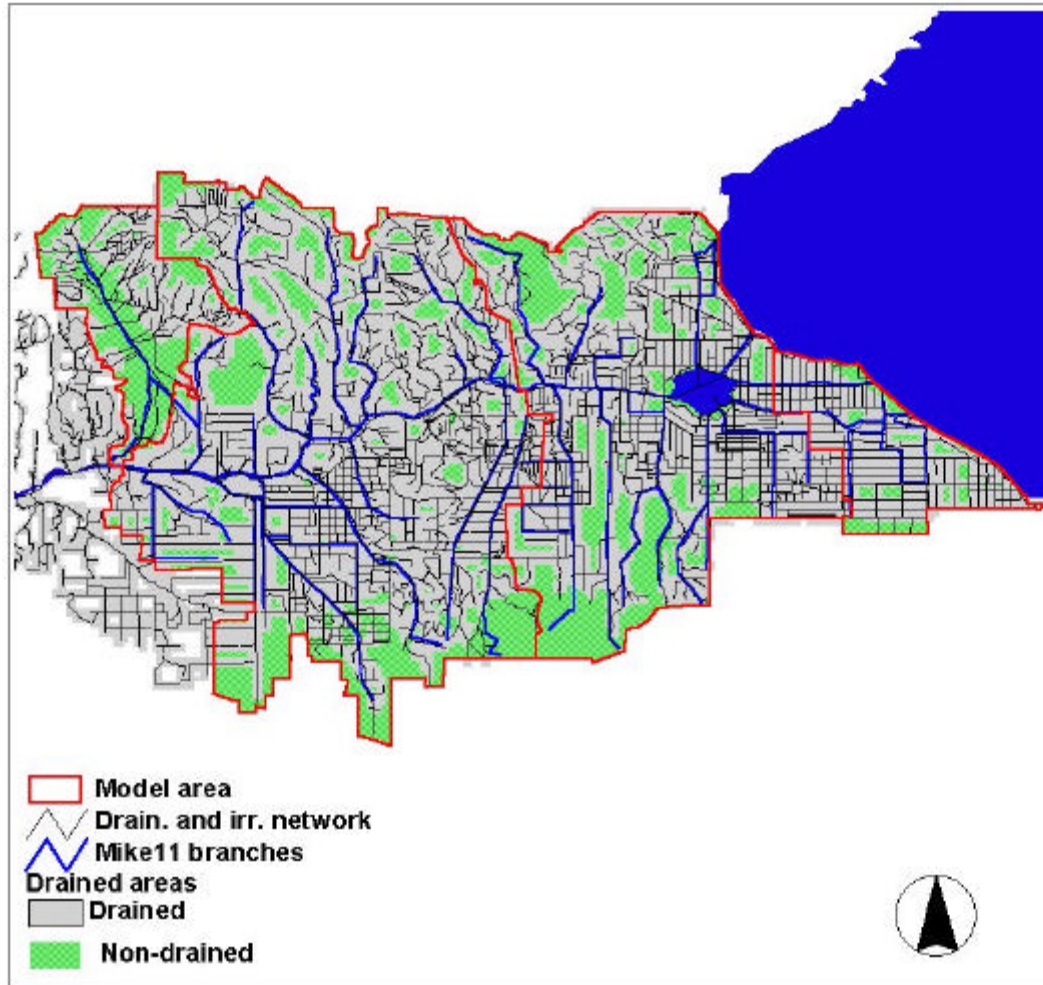 Model area
Drain. and irr. network
Mike11 branches
Drained areas
Drained
Non-drained